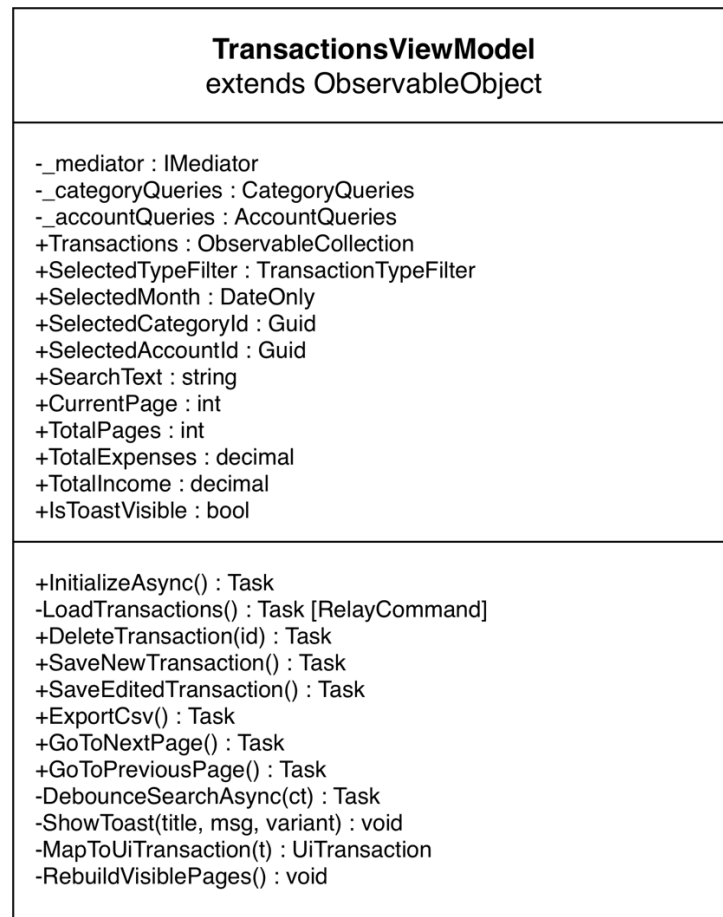 TransactionsViewModel
extends ObservableObject
-_mediator : IMediator
-_categoryQueries : CategoryQueries
-_accountQueries : AccountQueries
+Transactions : ObservableCollection
+SelectedTypeFilter : TransactionTypeFilter
+SelectedMonth : DateOnly
+SelectedCategoryId : Guid
+SelectedAccountId : Guid
+SearchText : string
+CurrentPage : int
+TotalPages : int
+TotalExpenses : decimal
+TotalIncome : decimal
+IsToastVisible : bool
+InitializeAsync() : Task
-LoadTransactions() : Task [RelayCommand]
+DeleteTransaction(id) : Task
+SaveNewTransaction() : Task
+SaveEditedTransaction() : Task
+ExportCsv() : Task
+GoToNextPage() : Task
+GoToPreviousPage() : Task
-DebounceSearchAsync(ct) : Task
-ShowToast(title, msg, variant) : void
-MapToUiTransaction(t) : UiTransaction
-RebuildVisiblePages() : void